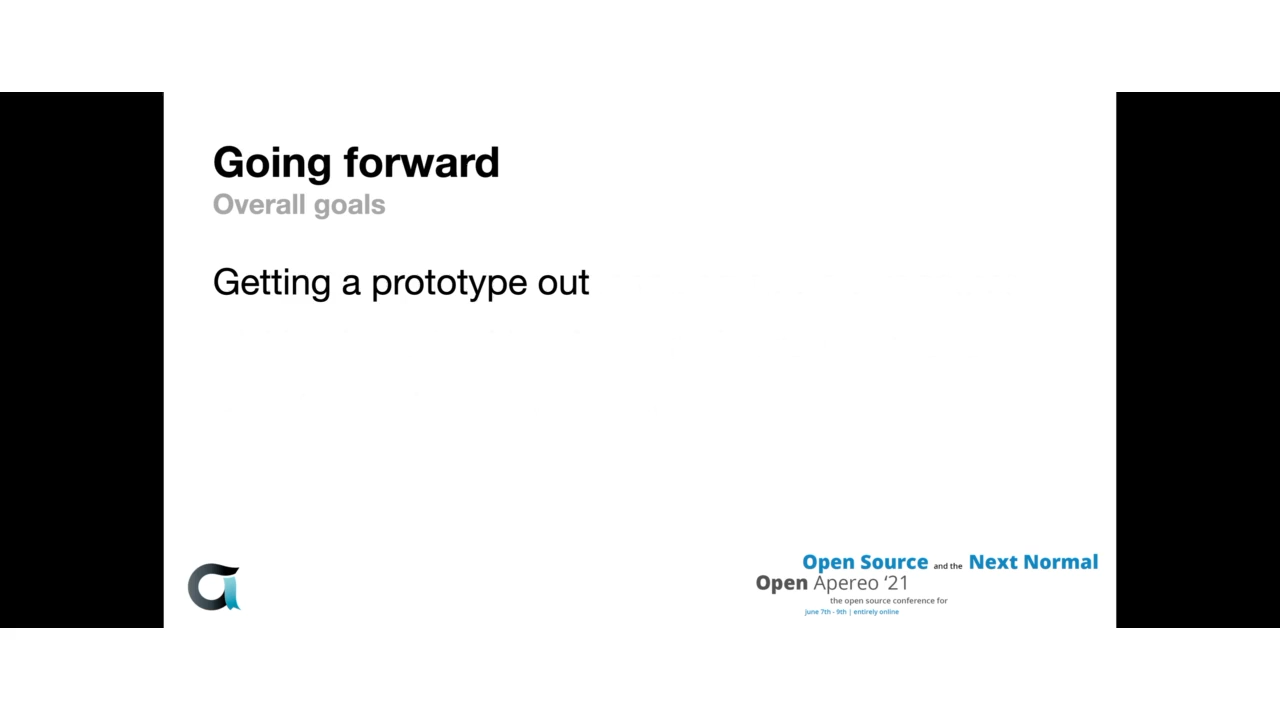 Going forward
Overall goals
Getting a prototype out
Open Source and the Next Normal
Open Apereo ‘21
the open source conference for
june 7th - 9th | entirely online